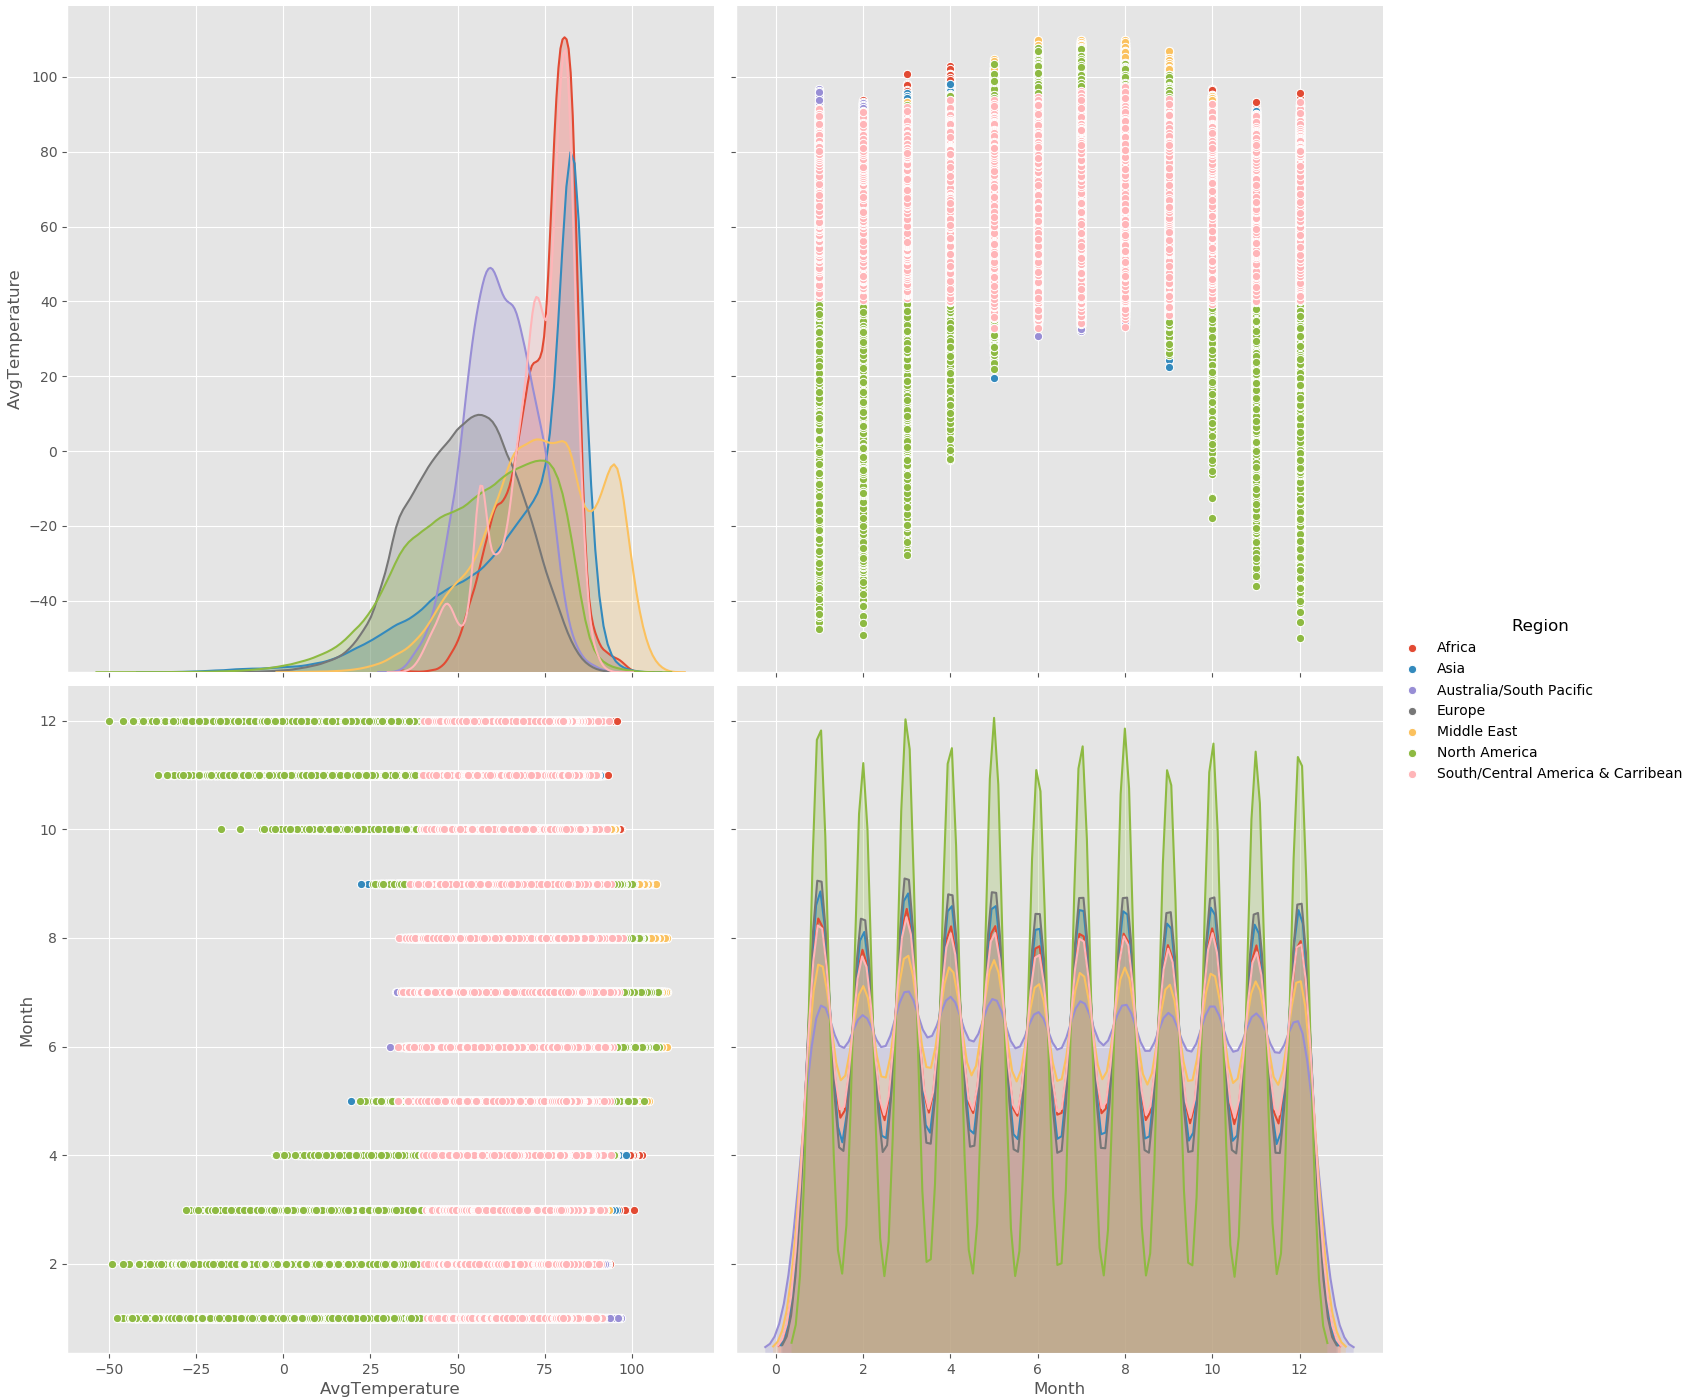 AvgTemperature
100
80
60
40
20
0
−20
−40
Month
12
10
8
6
4
2
−50 −25 0 25 50 75 100
AvgTemperature
0 2 4 6 8 10 12
Month
Region
Africa
Asia
Australia/South Pacific
Europe
Middle East
North America
South/Central America & Carribean